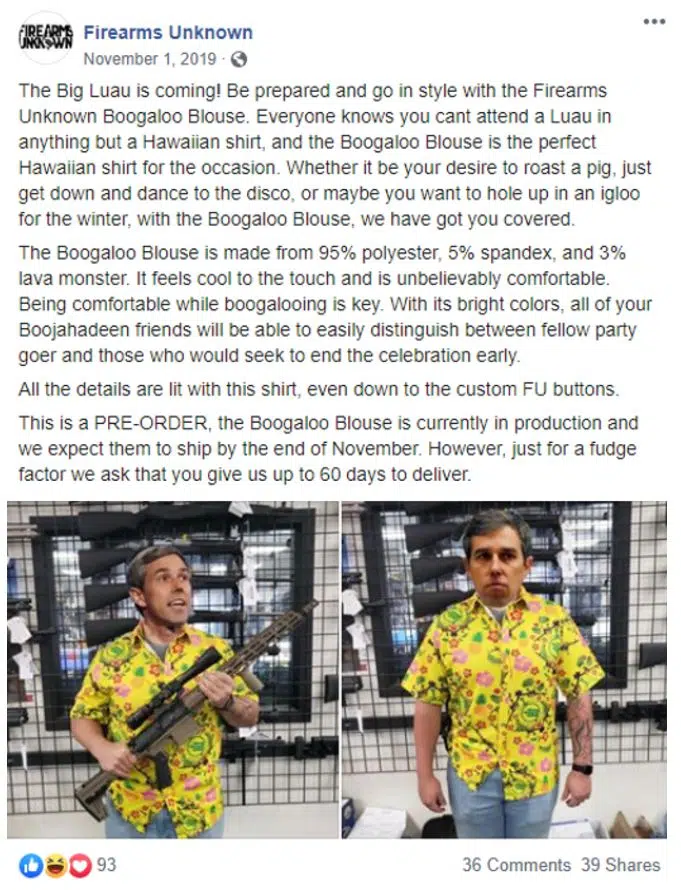 FIREARMS
UNKNOWN
Firearms Unknown
November 1, 2019 ·
The Big Luau is coming! Be prepared and go in style with the Firearms
Unknown Boogaloo Blouse. Everyone knows you cant attend a Luau in
anything but a Hawaiian shirt, and the Boogaloo Blouse is the perfect
Hawaiian shirt for the occasion. Whether it be your desire to roast a pig, just
get down and dance to the disco, or maybe you want to hole up in an igloo
for the winter, with the Boogaloo Blouse, we have got you covered.
The Boogaloo Blouse is made from 95% polyester, 5% spandex, and 3%
lava monster. It feels cool to the touch and is unbelievably comfortable.
Being comfortable while boogalooing is key. With its bright colors, all of your
Boojahadeen friends will be able to easily distinguish between fellow party
goer and those who would seek to end the celebration early.
All the details are lit with this shirt, even down to the custom FU buttons.
This is a PRE-ORDER, the Boogaloo Blouse is currently in production and
we expect them to ship by the end of November. However, just for a fudge
factor we ask that you give us up to 60 days to deliver.
93
36 Comments 39 Shares